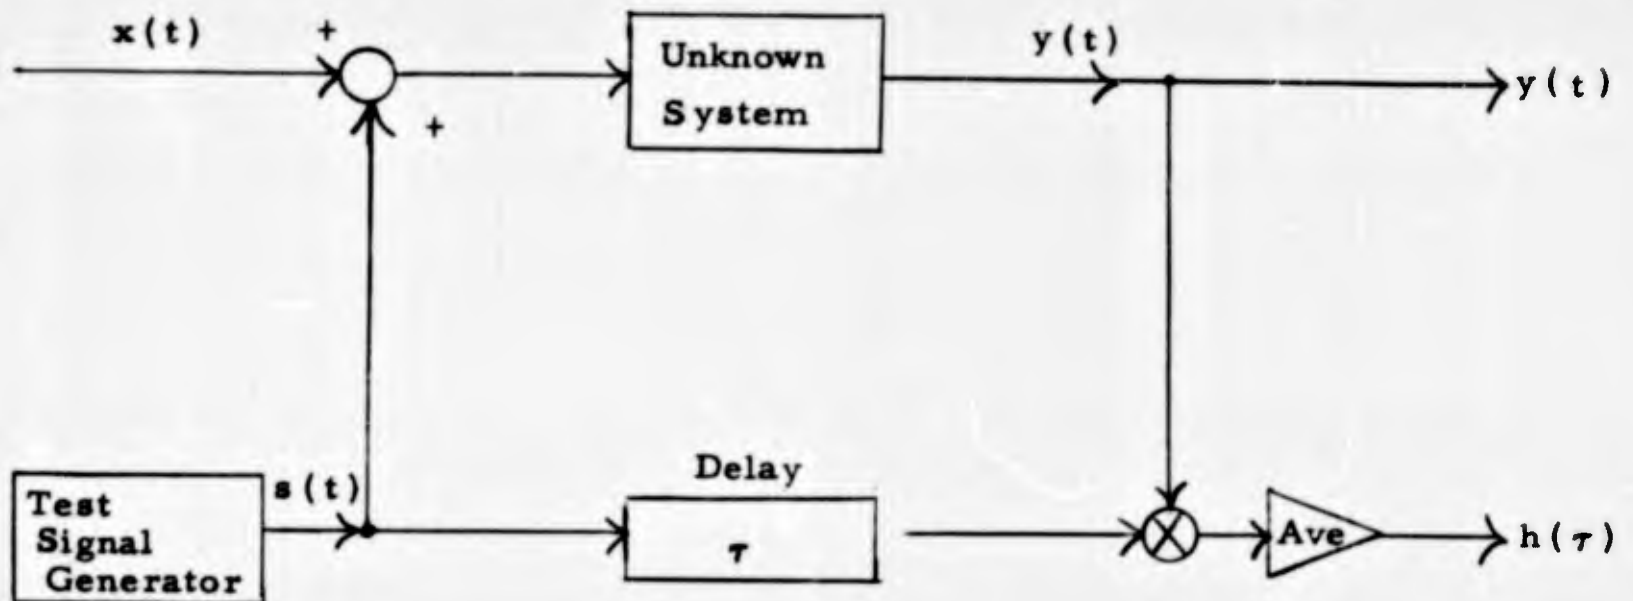 x(t)
+
+
Unknown
System
y(t)
y(t)
Test
Signal
Generator
s(t)
Delay
τ
Ave
h(τ)